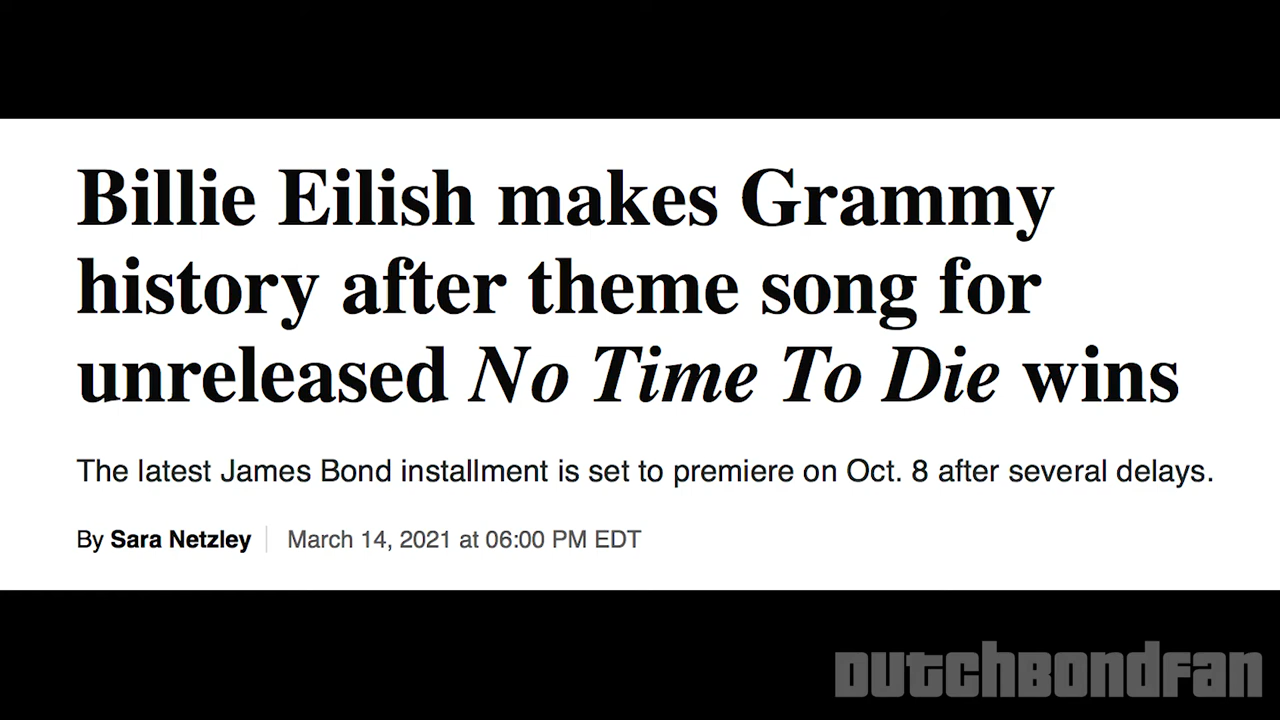 Billie Eilish makes Grammy
history after theme song for
unreleased No Time To Die wins
The latest James Bond installment is set to premiere on Oct. 8 after several delays.
By Sara Netzley March 14, 2021 at 06:00 PM EDT
DUTCHBONDFAN